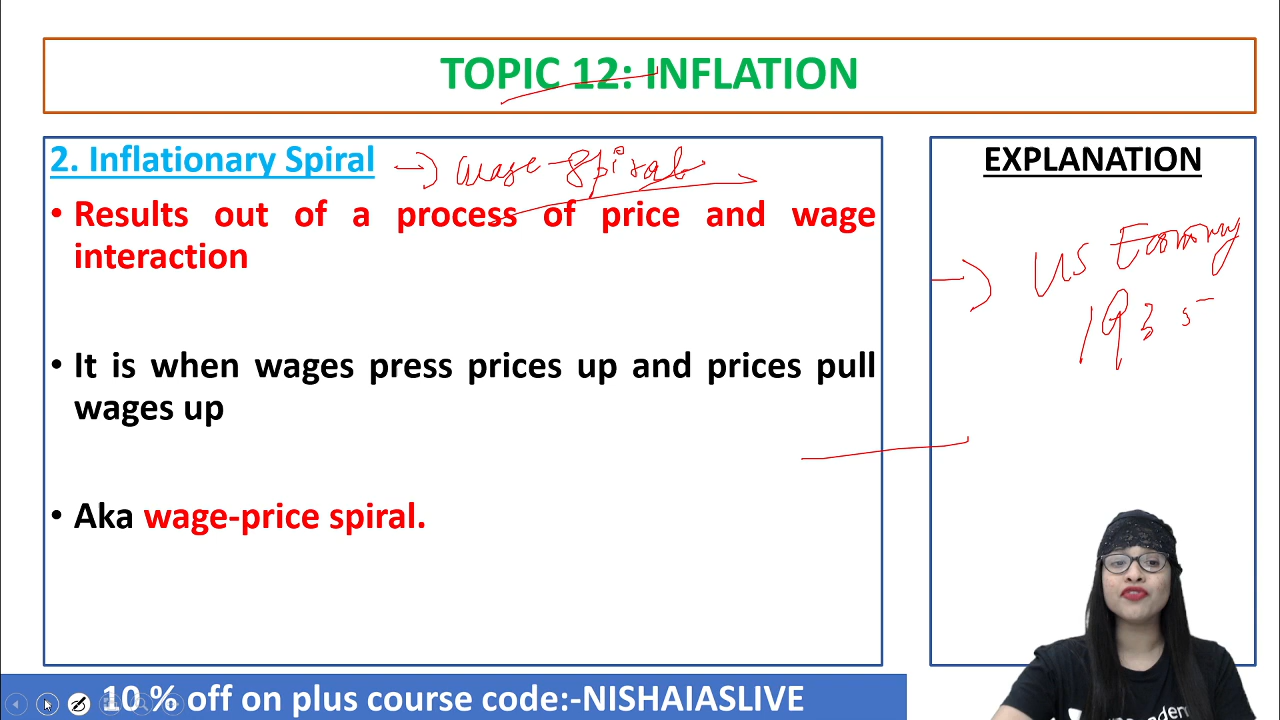 TOPIC 12: INFLATION
2. Inflationary Spiral → wage-Spiral
• Results out of a process of price and wage
interaction
• It is when wages press prices up and prices pull
wages up
• Aka wage-price spiral.
EXPLANATION
→ US Economy
1935
10 % off on plus course code:-NISHAIASLIVE